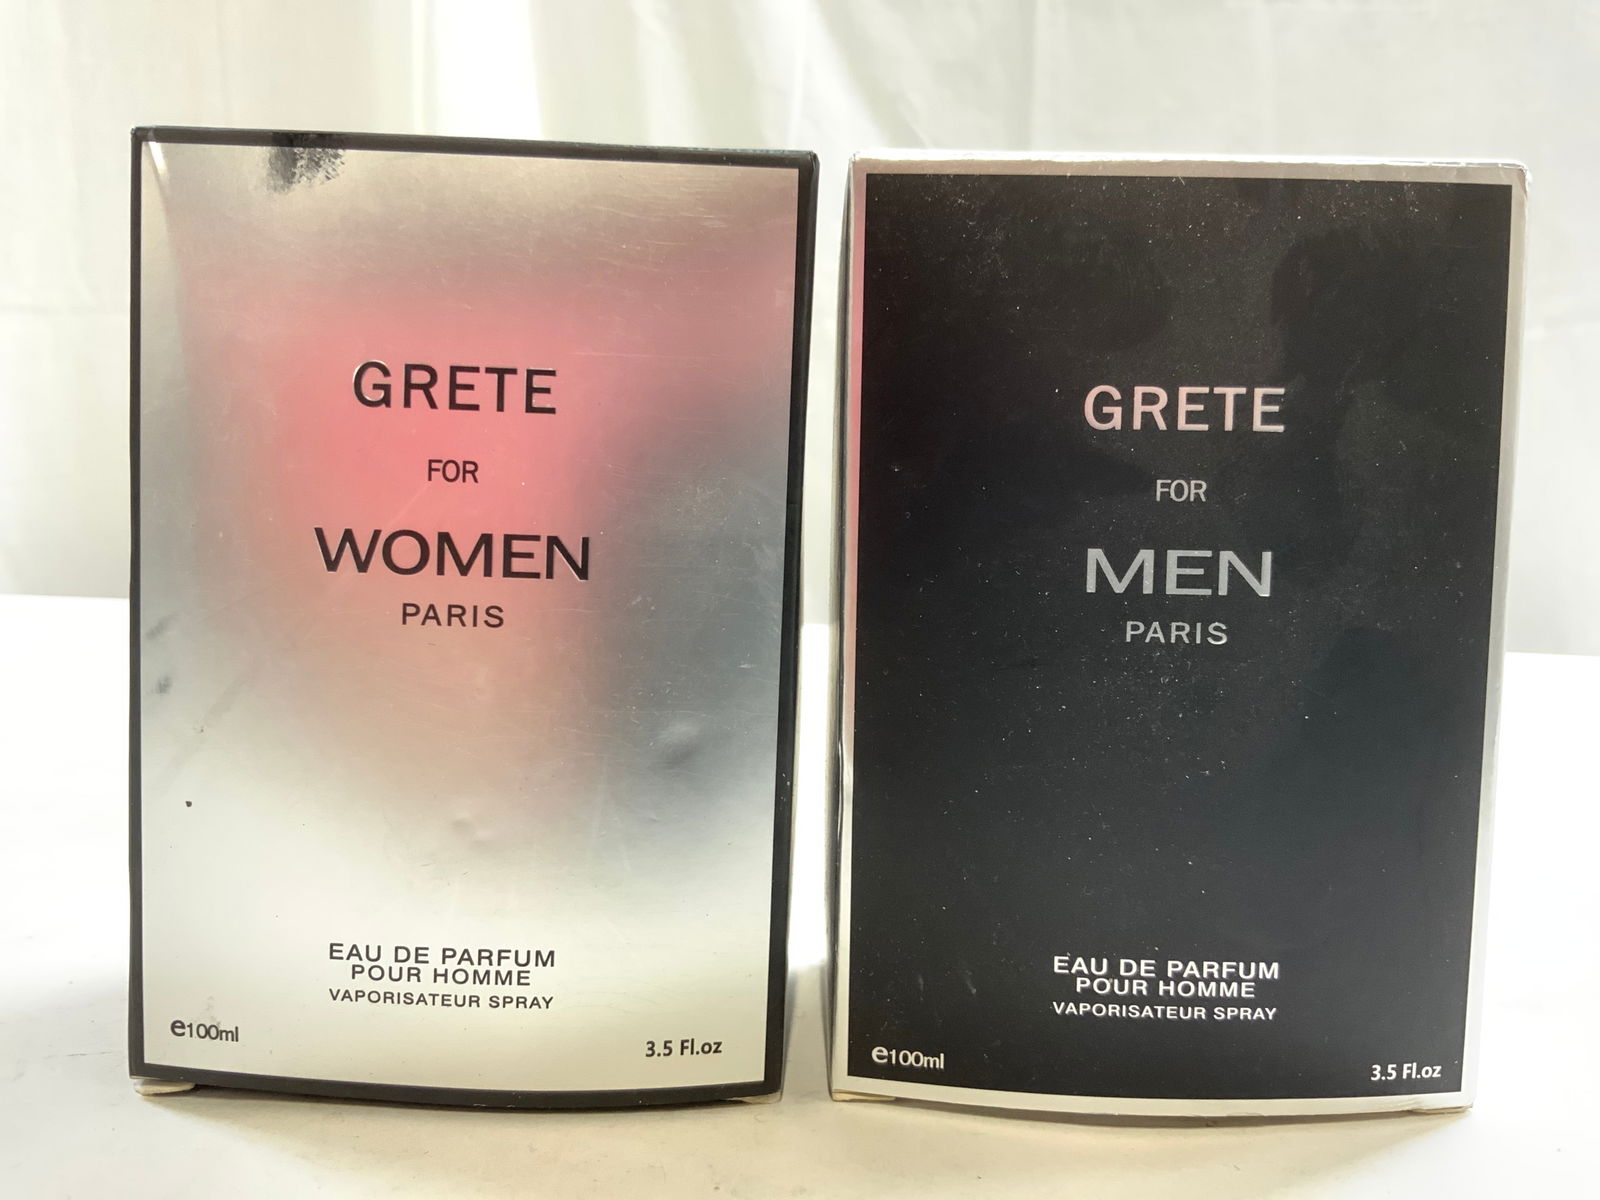 GRETE
FOR
WOMEN
PARIS
EAU DE PARFUM
POUR HOMME
VAPORISATEUR SPRAY
e100ml
3.5 Fl.oz
GRETE
FOR
MEN
PARIS
EAU DE PARFUM
POUR HOMME
VAPORISATEUR SPRAY
e100ml
3.5 Fl.oz